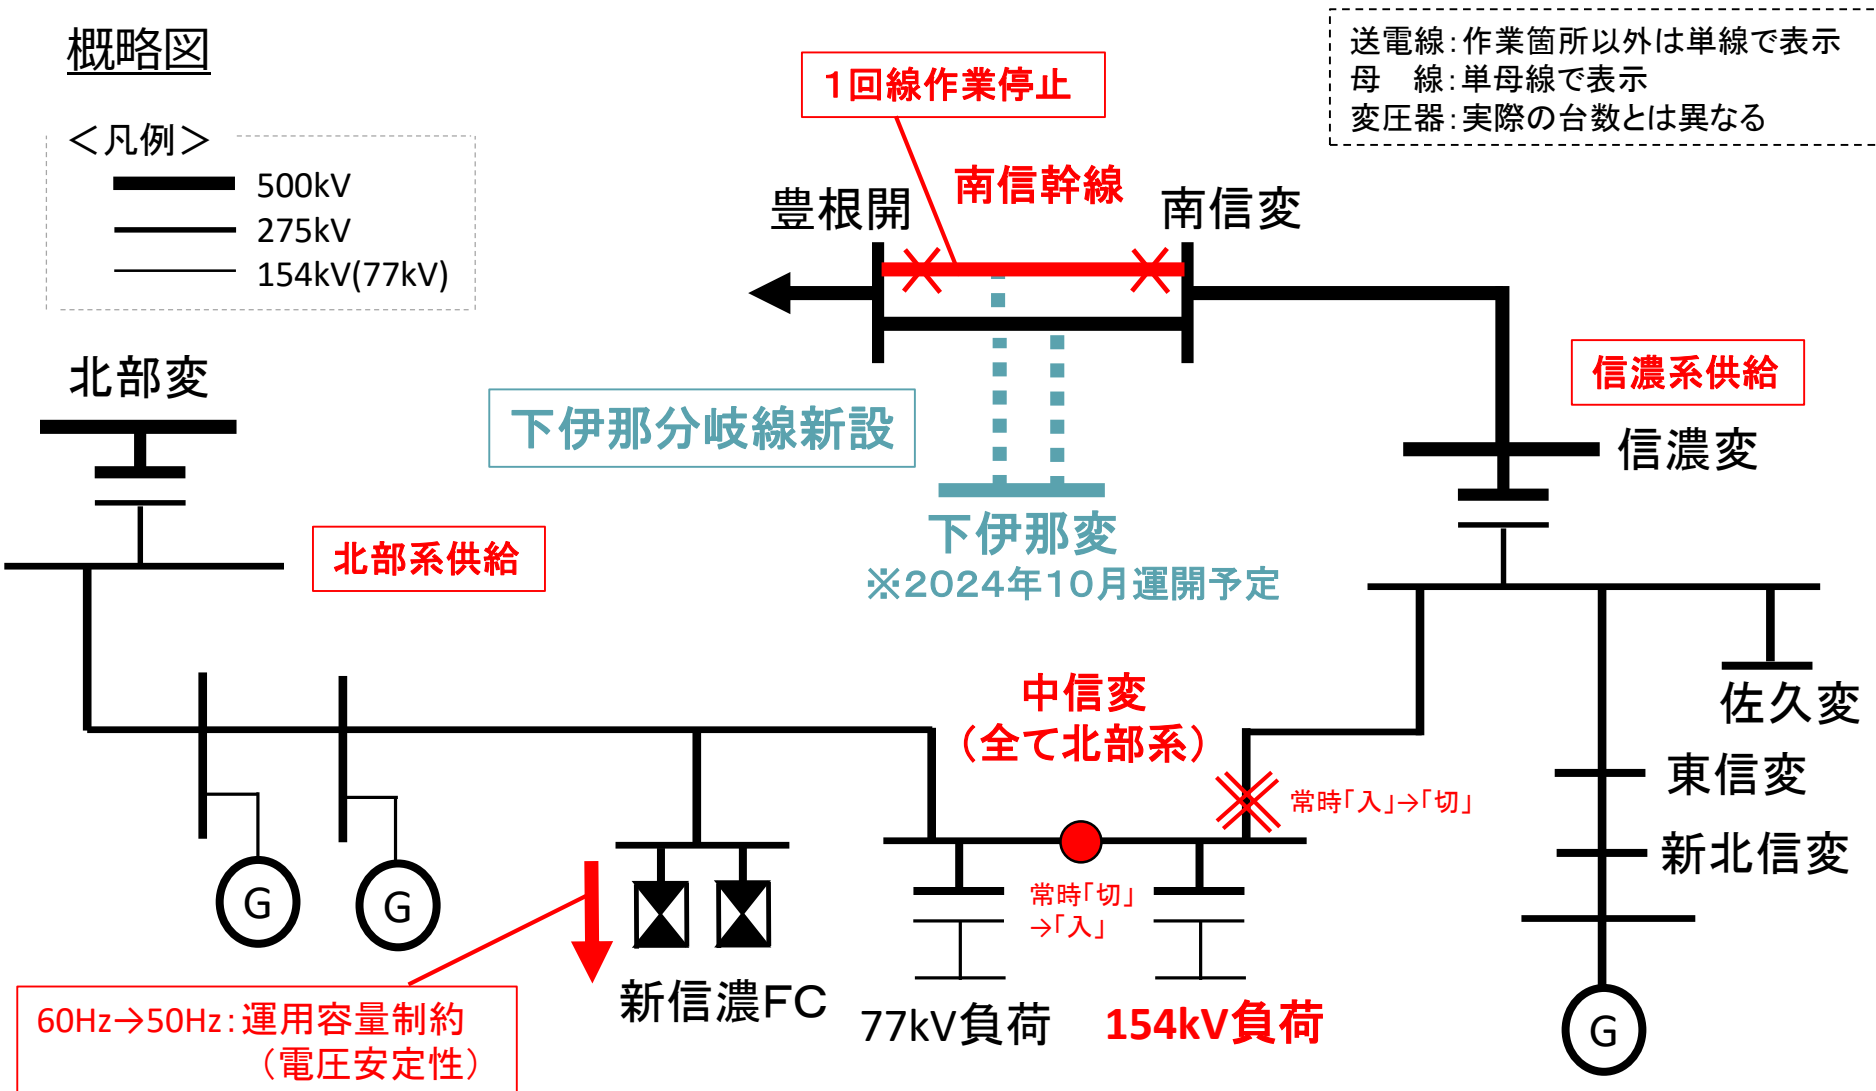 概略図
送電線:作業箇所以外は単線で表示
母　線:単母線で表示
変圧器:実際の台数とは異なる
1回線作業停止
<凡例>
500kV
275kV
154kV(77kV)
豊根開
南信幹線
南信変
北部変
信濃系供給
下伊那分岐線新設
信濃変
下伊那変
※2024年10月運開予定
北部系供給
中信変
(全て北部系)
佐久変
東信変
常時「入」→「切」
新北信変
常時「切」
→「入」
G
G
新信濃FC
77kV負荷
154kV負荷
G
60Hz→50Hz:運用容量制約
(電圧安定性)